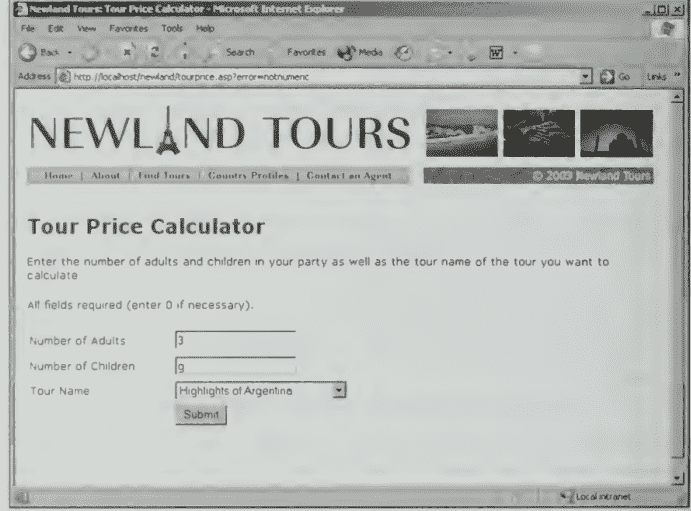 Newland Tours: Tour Price Calculator - Microsoft Internet Explorer
File Edit View Favorites Tools Help
Back Search Favorites Media
Address http://localhost/newland/tourprice.asp?error=notnumeric Go Links »
NEWLAND TOURS
Home | About | Find Tours | Country Profiles | Contact an Agent
© 2003 Newland Tours
Tour Price Calculator
Enter the number of adults and children in your party as well as the tour name of the tour you want to
calculate
All fields required (enter 0 if necessary).
Number of Adults 3
Number of Children g
Tour Name Highlights of Argentina
Submit
Local intranet